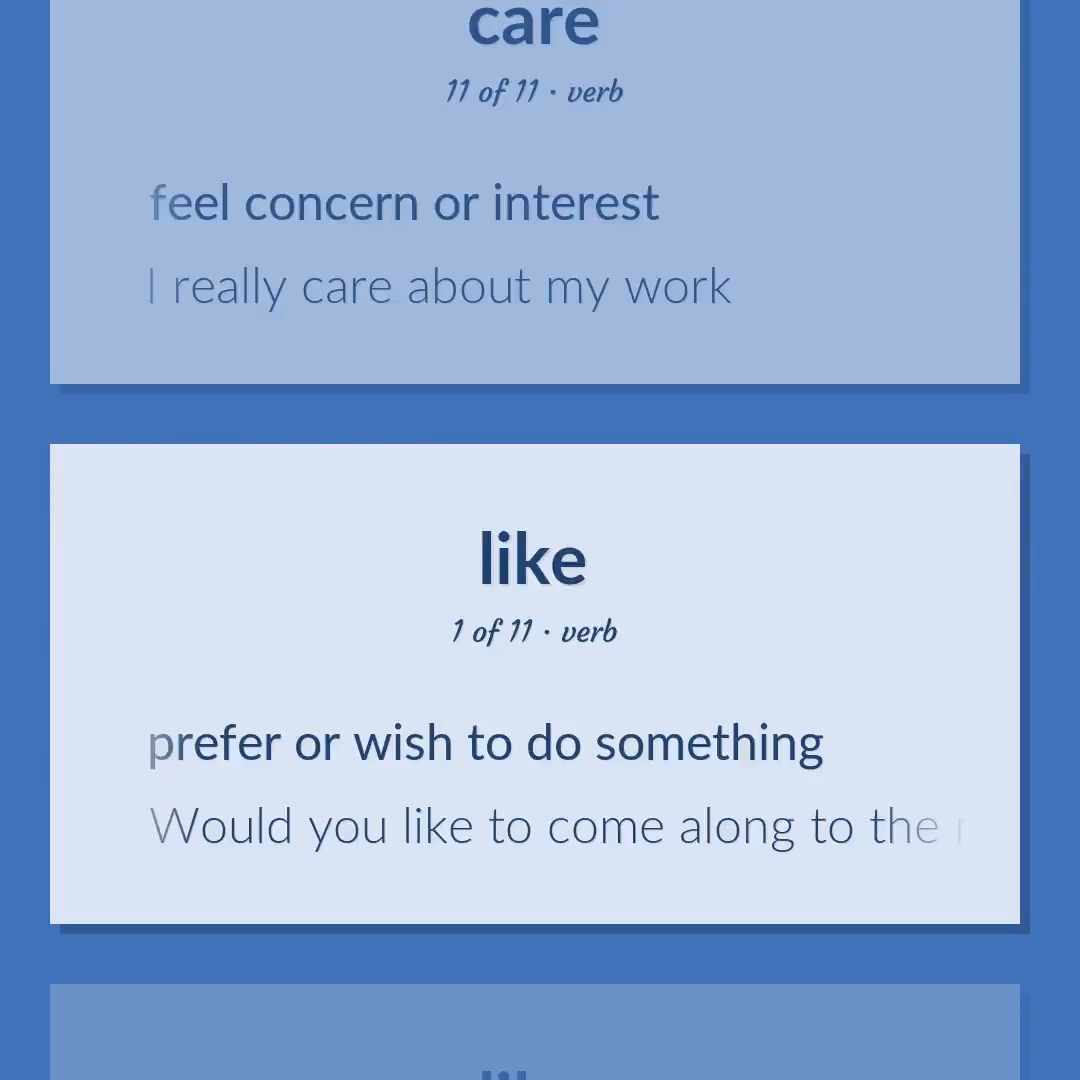 care
11 of 11 · verb
feel concern or interest
I really care about my work
like
1 of 11 · verb
prefer or wish to do something
Would you like to come along to the